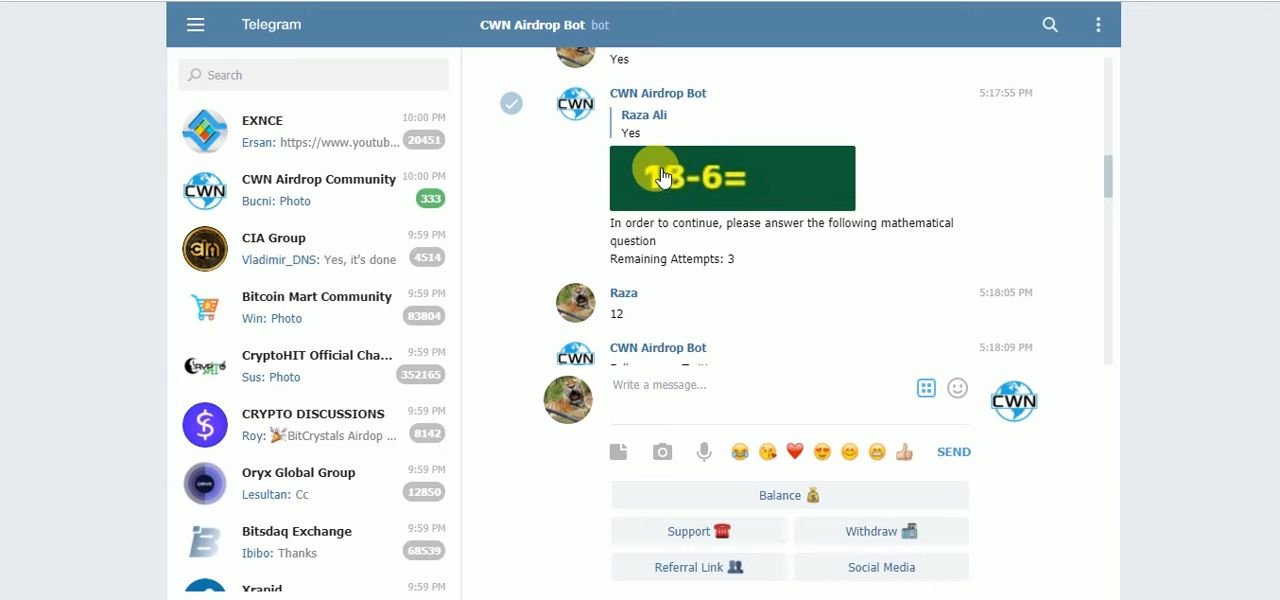 Telegram
CWN Airdrop Bot bot
Search
EXNCE 10:00 PM
Ersan: https://www.youtub... 20451
CWN Airdrop Community 10:00 PM
Bucni: Photo 333
CIA Group 9:59 PM
Vladimir_DNS: Yes, it's done 4514
Bitcoin Mart Community 9:59 PM
Win: Photo 83804
CryptoHIT Official Cha... 9:59 PM
Sus: Photo 352165
CRYPTO DISCUSSIONS 9:59 PM
Roy: 🎉BitCrystals Airdop ... 8142
Oryx Global Group 9:59 PM
Lesultan: Cc 12850
Bitsdaq Exchange 9:59 PM
Ibibo: Thanks 68539
9:59 PM
Yes
CWN Airdrop Bot 5:17:55 PM
CWN
Raza Ali
Yes
18-6=
In order to continue, please answer the following mathematical
question
Remaining Attempts: 3
Raza 5:18:05 PM
12
CWN Airdrop Bot 5:18:09 PM
CWN
Write a message...
CWN
SEND
Balance 💰
Support ☎️ Withdraw 🏧
Referral Link 👥 Social Media